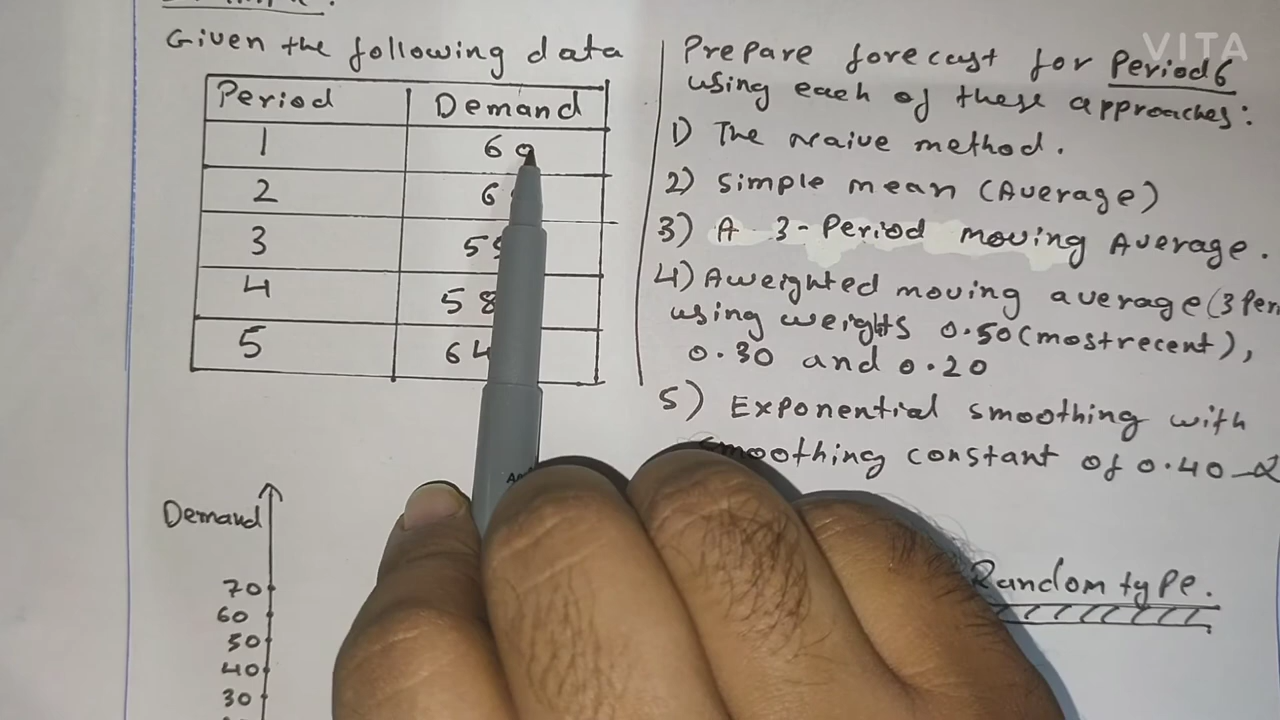 VITA
Given the following data
Period Demand
1
2
3
4 58
5 64
Prepare forecast for Period 6
using each of these approaches:
1) The Naive method.
2) Simple mean (Average)
3) A 3-Period moving Average.
4) A weighted moving average (3 Per
using weights 0.50 (most recent),
0.30 and 0.20
5) Exponential smoothing with
smoothing constant of 0.40
Demand
70
60
50
40
30
Random type.